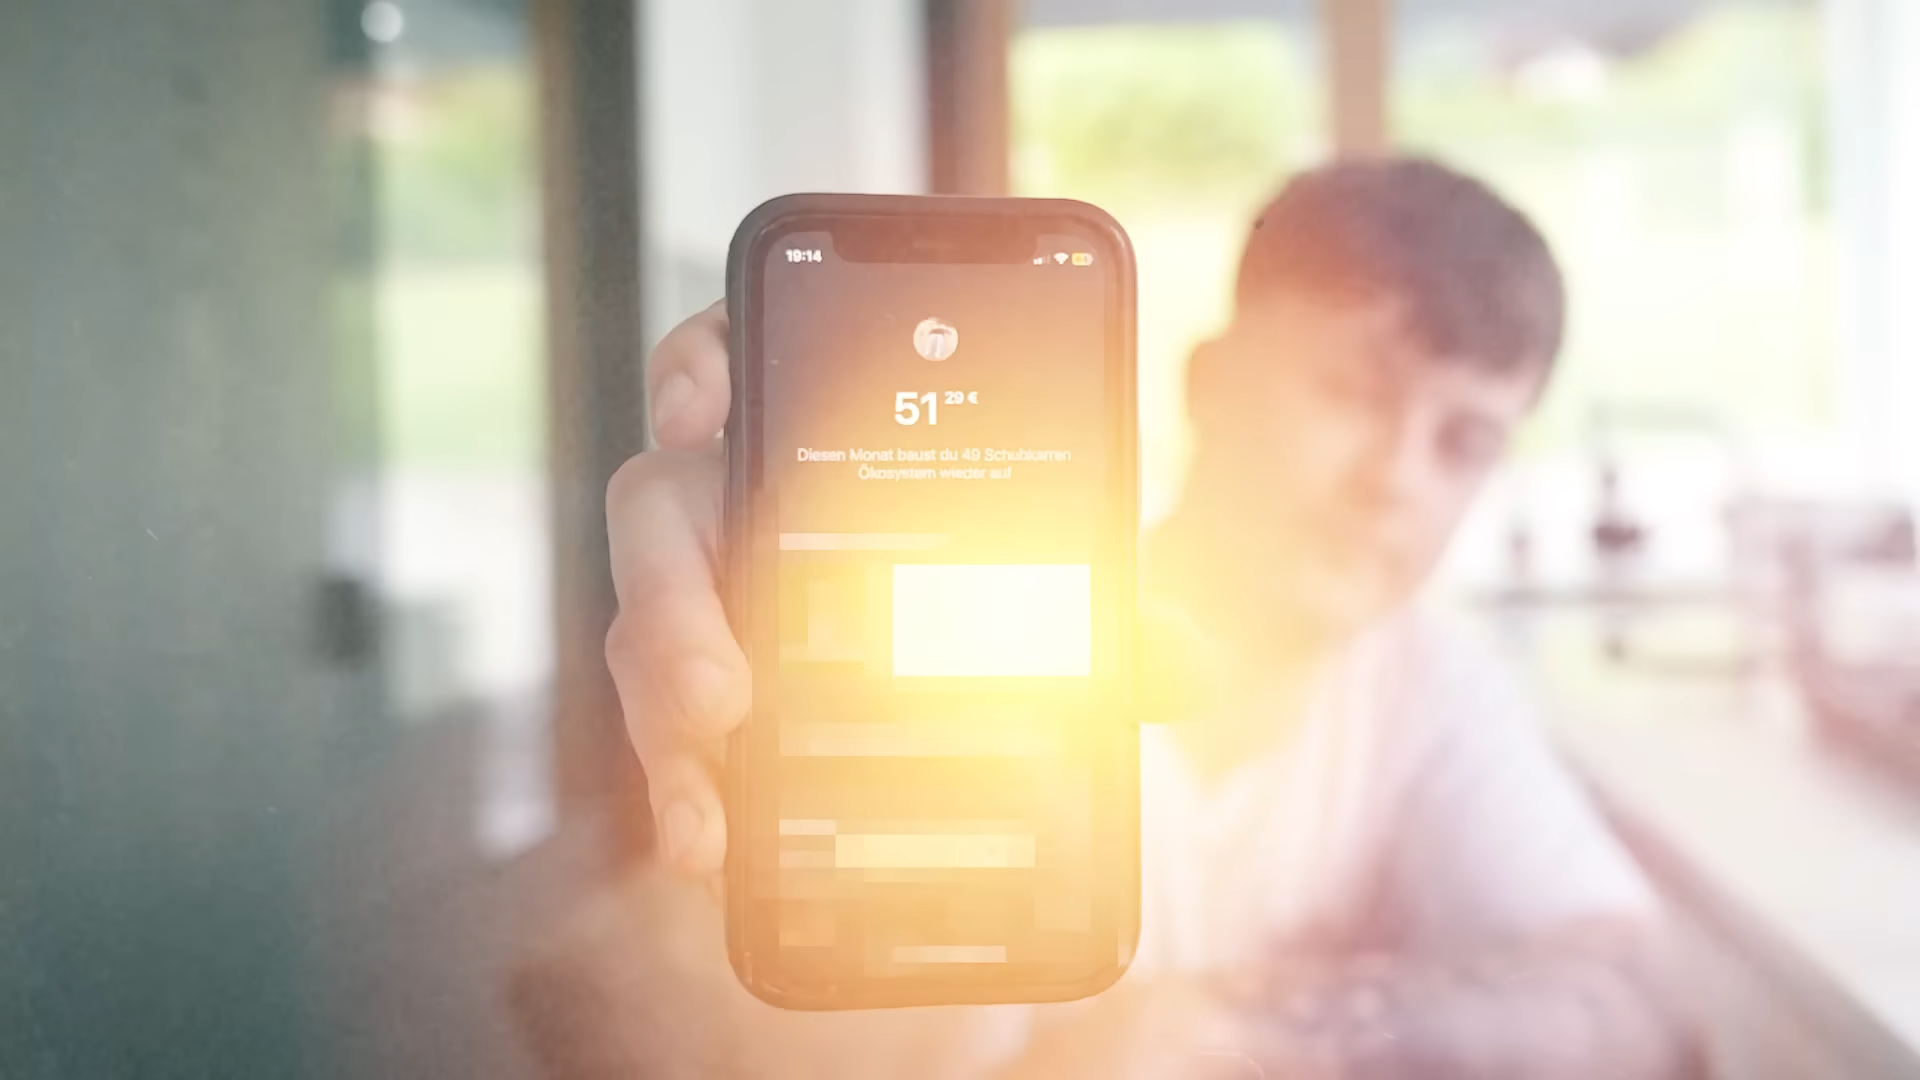 19:14
51 29 €
Diesen Monat baust du 49 Schubkarren
Ökosystem wieder auf